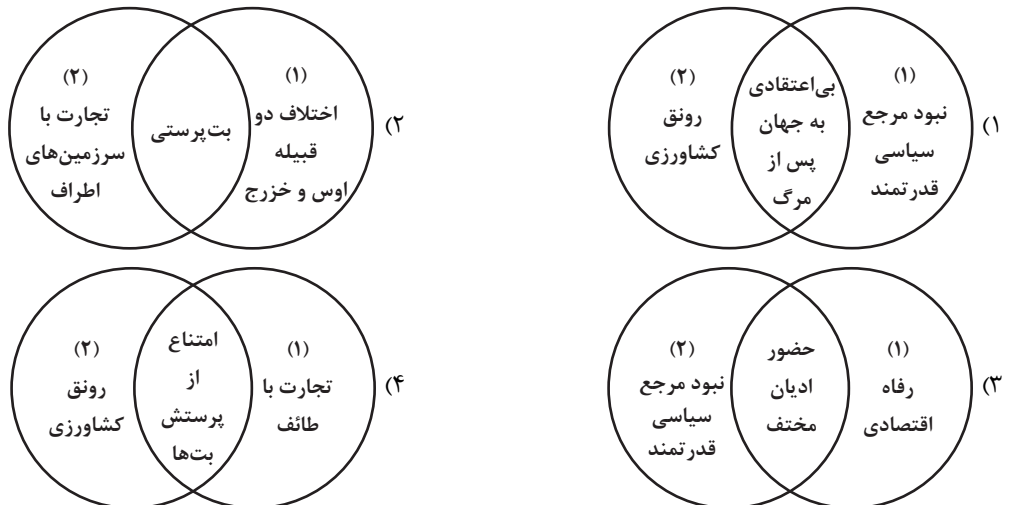 ۱)
(۱)
نبود مرجع
سیاسی
قدرتمند
بی‌اعتقادی
به جهان
پس از
مرگ
(۲)
رونق
کشاورزی
۲)
(۱)
اختلاف دو
قبیله
اوس و خزرج
بت‌پرستی
(۲)
تجارت با
سرزمین‌های
اطراف
۳)
(۱)
رفاه
اقتصادی
حضور
ادیان
مختف
(۲)
نبود مرجع
سیاسی
قدرتمند
۴)
(۱)
تجارت با
طائف
امتناع
از
پرستش
بت‌ها
(۲)
رونق
کشاورزی